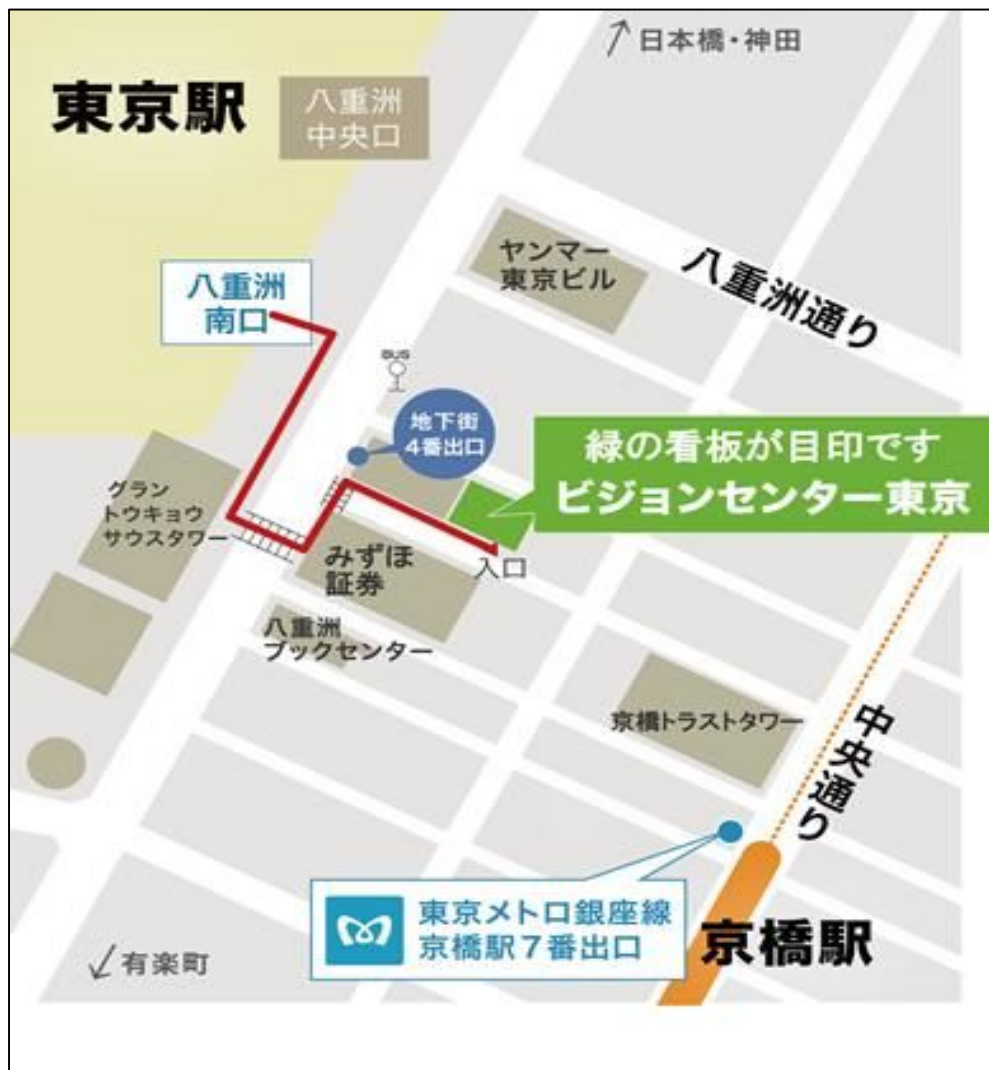 日本橋・神田
東京駅
八重洲
中央口
ヤンマー
東京ビル
八重洲通り
八重洲
南口
BUS
地下街
4番出口
緑の看板が目印です
ビジョンセンター東京
グラン
トウキョウ
サウスタワー
みずほ
証券
入口
八重洲
ブックセンター
京橋トラストタワー
中央通り
東京メトロ銀座線
京橋駅7番出口
京橋駅
有楽町